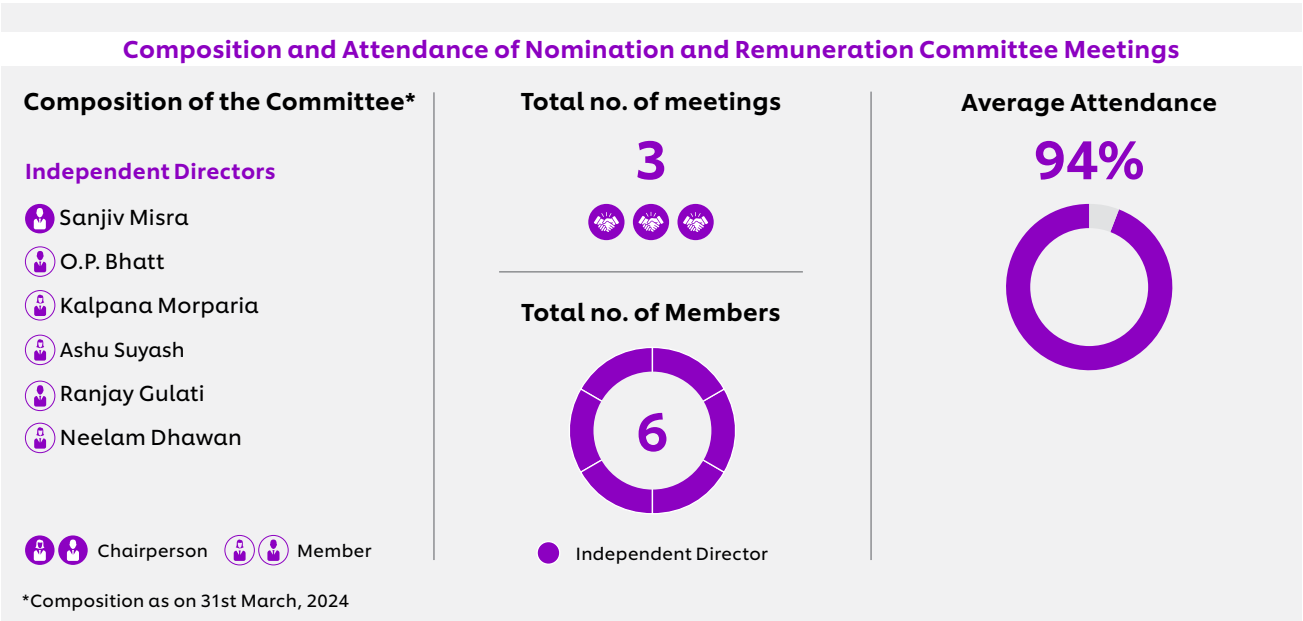 Composition and Attendance of Nomination and Remuneration Committee Meetings
Composition of the Committee*
Independent Directors
Sanjiv Misra
O.P. Bhatt
Kalpana Morparia
Ashu Suyash
Ranjay Gulati
Neelam Dhawan
Chairperson
Member
*Composition as on 31st March, 2024
Total no. of meetings
3
Total no. of Members
6
Independent Director
Average Attendance
94%